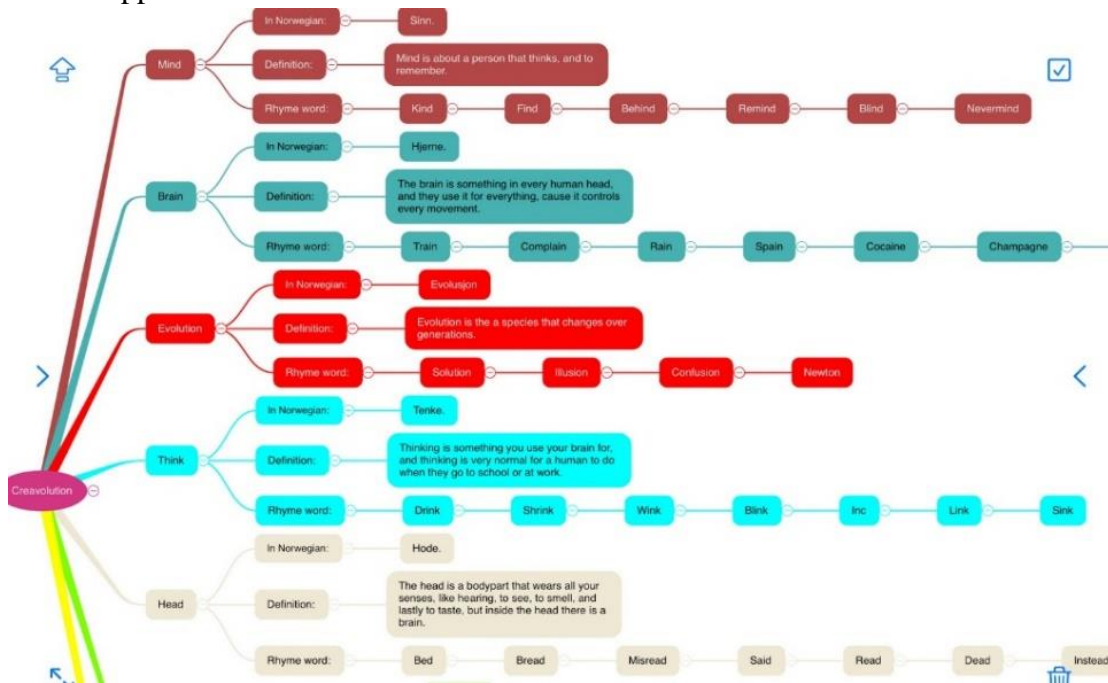 In Norwegian:
Sinn.
Mind
Definition:
Mind is about a person that thinks, and to
remember.
Rhyme word:
Kind
Find
Behind
Remind
Blind
Nevermind
In Norwegian:
Hjerne.
Brain
Definition:
The brain is something in every human head,
and they use it for everything, cause it controls
every movement.
Rhyme word:
Train
Complain
Rain
Spain
Cocaine
Champagne
In Norwegian:
Evolusjon
Evolution
Definition:
Evolution is the a species that changes over
generations.
Rhyme word:
Solution
Illusion
Confusion
Newton
In Norwegian:
Tenke.
Think
Definition:
Thinking is something you use your brain for,
and thinking is very normal for a human to do
when they go to school or at work.
Rhyme word:
Drink
Shrink
Wink
Blink
Inc
Link
Sink
Creavolution
In Norwegian:
Hode.
Head
Definition:
The head is a bodypart that wears all your
senses, like hearing, to see, to smell, and
lastly to taste, but inside the head there is a
brain.
Rhyme word:
Bed
Bread
Misread
Said
Read
Dead
Instead